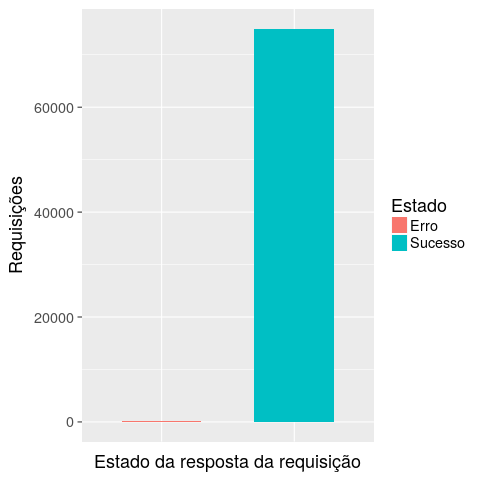 Requisições
60000
40000
20000
0
Estado da resposta da requisição
Estado
Erro
Sucesso